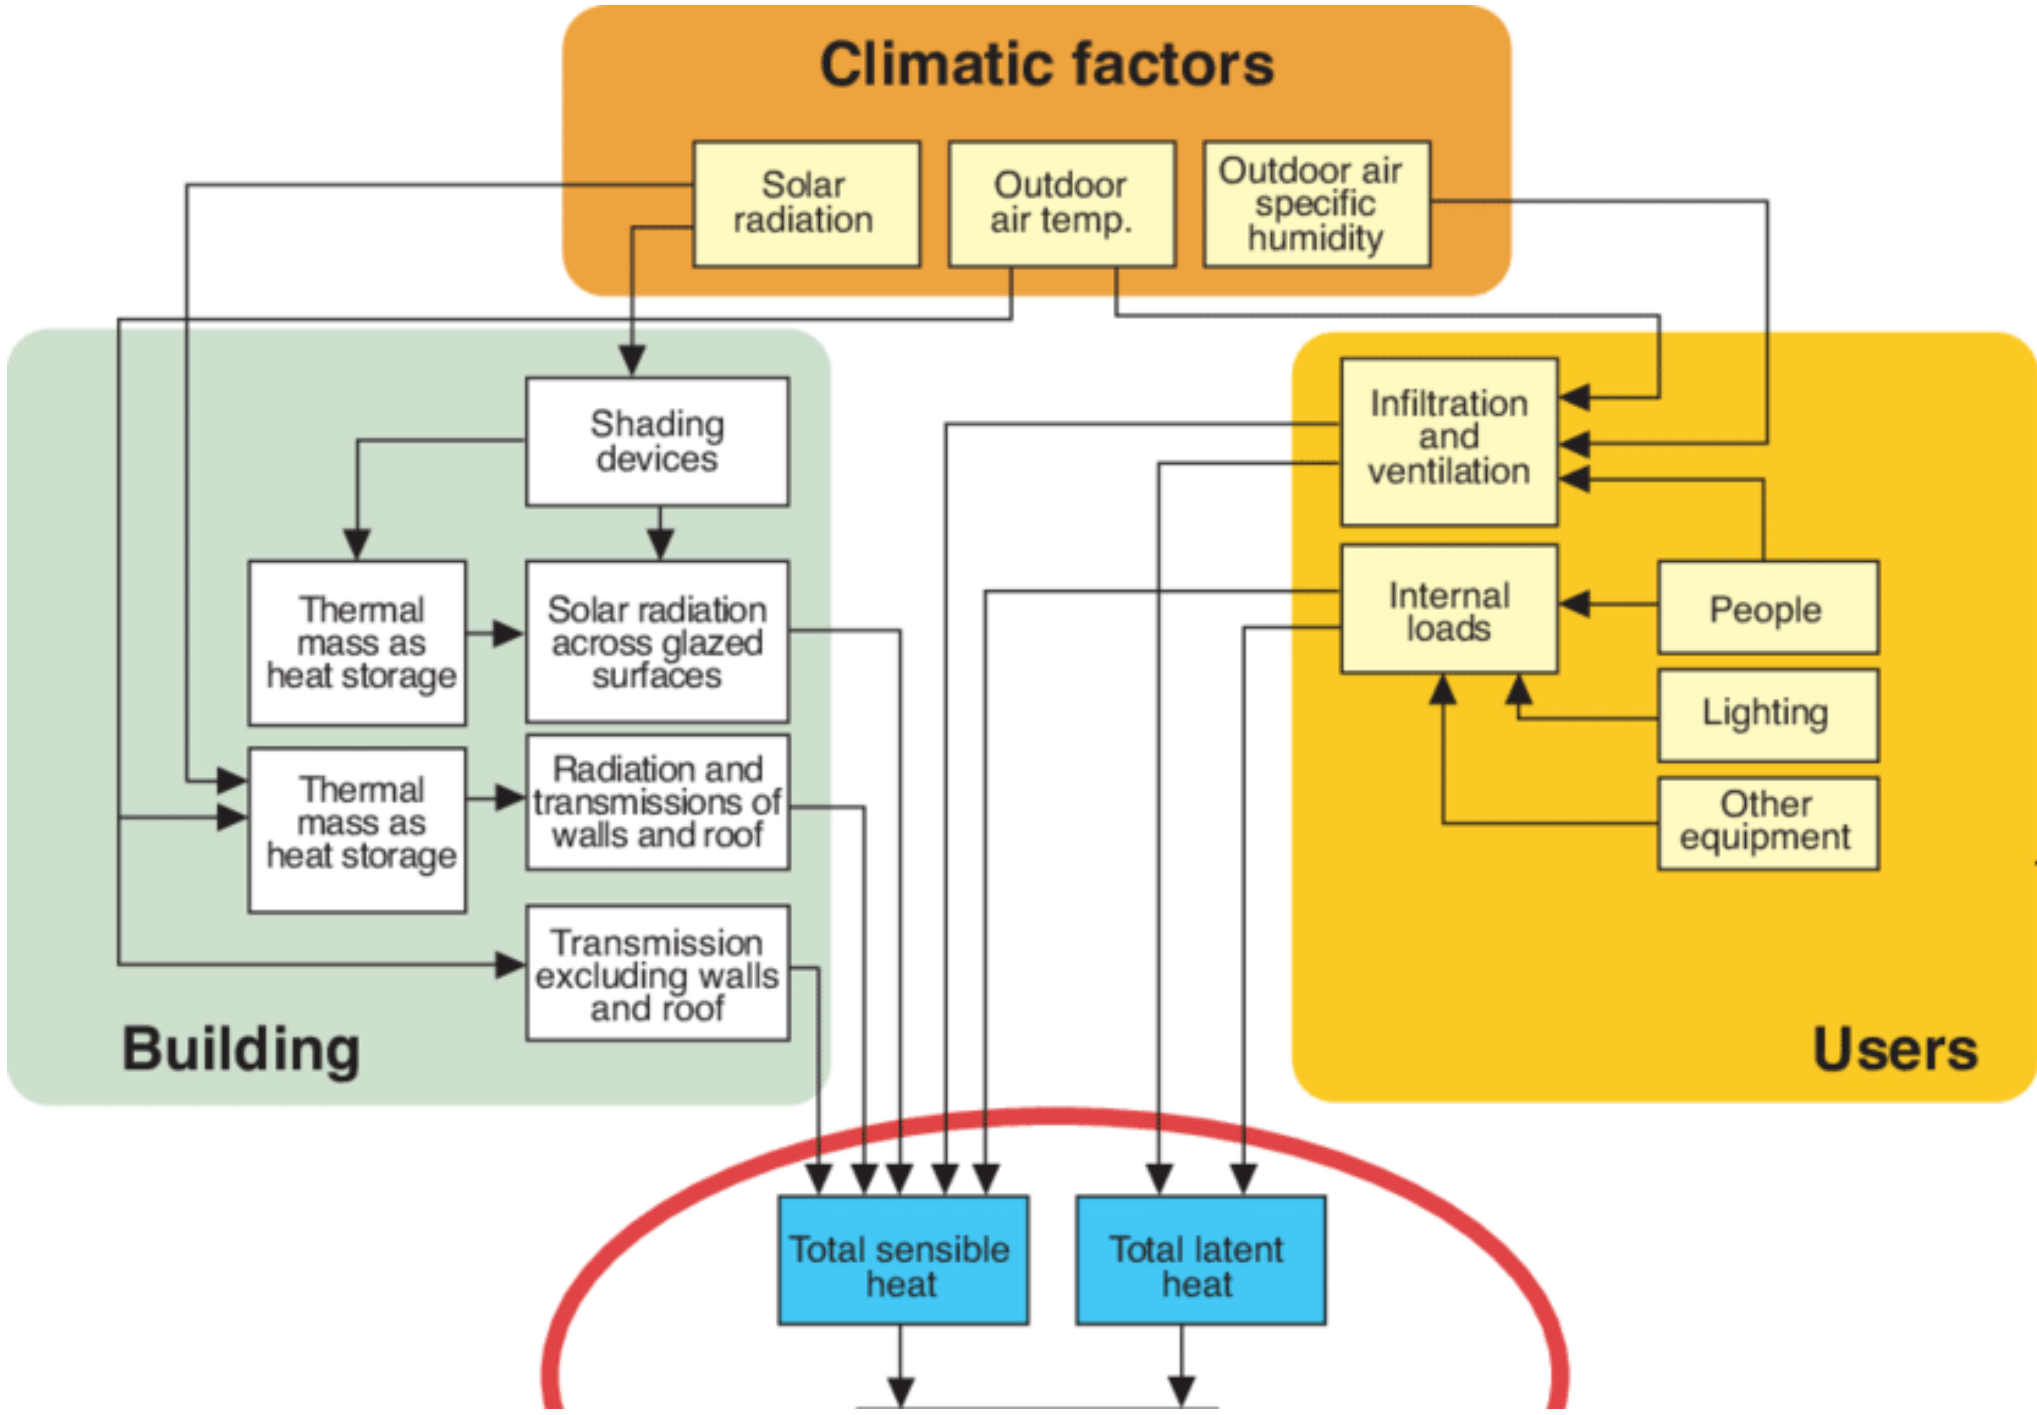 Climatic factors
Solar
radiation
Outdoor
air temp.
Outdoor air
specific
humidity
Shading
devices
Thermal
mass as
heat storage
Solar radiation
across glazed
surfaces
Thermal
mass as
heat storage
Radiation and
transmissions of
walls and roof
Transmission
excluding walls
and roof
Building
Infiltration
and
ventilation
Internal
loads
People
Lighting
Other
equipment
Users
Total sensible
heat
Total latent
heat